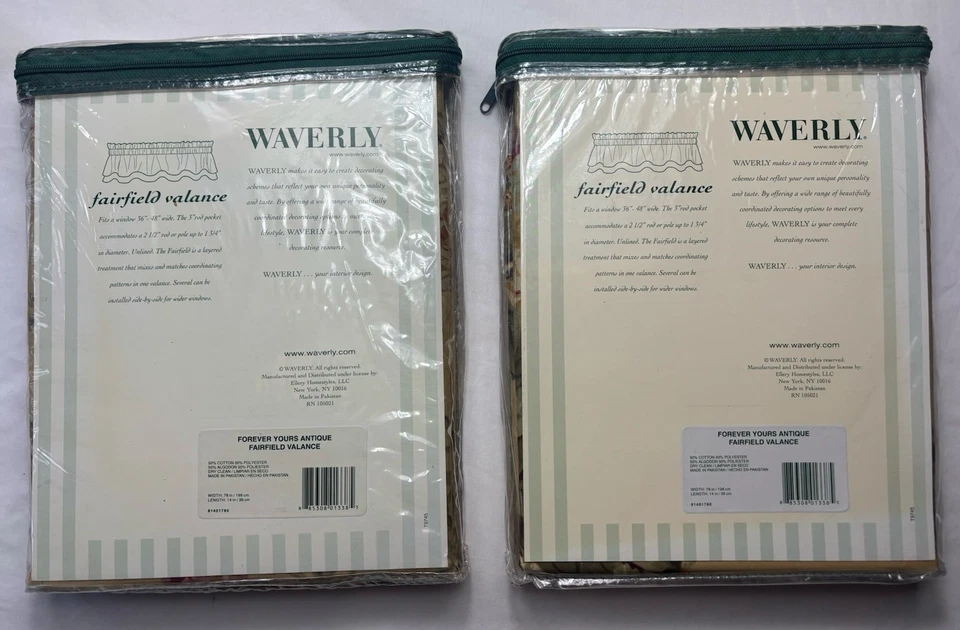 WAVERLY®
www.waverly.com
fairfield valance
Fits a window 36"- 48" wide. The 3"rod pocket
accommodates a 2 1/2" rod or pole up to 1 3/4"
in diameter. Unlined. The Fairfield is a layered
treatment that mixes and matches coordinating
patterns in one valance. Several can be
installed side-by-side for wider windows.
WAVERLY makes it easy to create decorating
schemes that reflect your own unique personality
and taste. By offering a wide range of beautifully
coordinated decorating options to meet every
lifestyle, WAVERLY is your complete
decorating resource.
WAVERLY . . . your interior design.
www.waverly.com
© WAVERLY. All rights reserved.
Manufactured and Distributed under license by:
Ellery Homestyles, LLC
New York, NY 10016
Made in Pakistan
RN 105021
FOREVER YOURS ANTIQUE
FAIRFIELD VALANCE
50% COTTON 50% POLYESTER
50% ALGODON 50% POLIESTER
DRY CLEAN / LIMPIAR EN SECO
MADE IN PAKISTAN / HECHO EN PAKISTAN
WIDTH: 78 in / 198 cm
LENGTH: 14 in / 36 cm
85308 01338
T9745
WAVERLY®
www.waverly.com
fairfield valance
Fits a window 36"- 48" wide. The 3"rod pocket
accommodates a 2 1/2" rod or pole up to 1 3/4"
in diameter. Unlined. The Fairfield is a layered
treatment that mixes and matches coordinating
patterns in one valance. Several can be
installed side-by-side for wider windows.
WAVERLY makes it easy to create decorating
schemes that reflect your own unique personality
and taste. By offering a wide range of beautifully
coordinated decorating options to meet every
lifestyle, WAVERLY is your complete
decorating resource.
WAVERLY . . . your interior design.
www.waverly.com
© WAVERLY. All rights reserved.
Manufactured and Distributed under license by:
Ellery Homestyles, LLC
New York, NY 10016
Made in Pakistan
RN 105021
FOREVER YOURS ANTIQUE
FAIRFIELD VALANCE
50% COTTON 50% POLYESTER
50% ALGODON 50% POLIESTER
DRY CLEAN / LIMPIAR EN SECO
MADE IN PAKISTAN / HECHO EN PAKISTAN
WIDTH: 78 in / 198 cm
LENGTH: 14 in / 36 cm
85308 01338
T9745